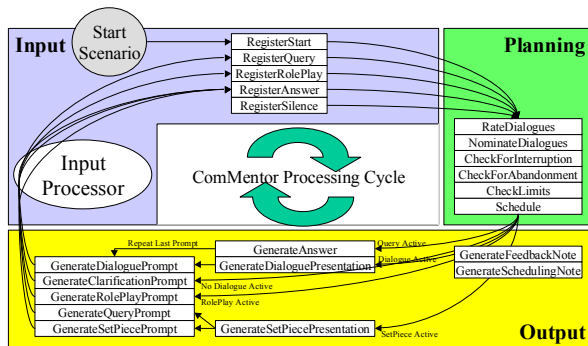 Input
Start
Scenario
RegisterStart
RegisterQuery
RegisterRolePlay
RegisterAnswer
RegisterSilence
Planning
RateDialogues
NominateDialogues
CheckForInterruption
CheckForAbandonment
CheckLimits
Schedule
Input
Processor
ComMentor Processing Cycle
Repeat Last Prompt
GenerateAnswer
GenerateDialoguePresentation
Query Active
Dialogue Active
GenerateFeedbackNote
GenerateSchedulingNote
GenerateDialoguePrompt
GenerateClarificationPrompt
GenerateRolePlayPrompt
GenerateQueryPrompt
GenerateSetPiecePrompt
No Dialogue Active
RolePlay Active
GenerateSetPiecePresentation
SetPiece Active
Output